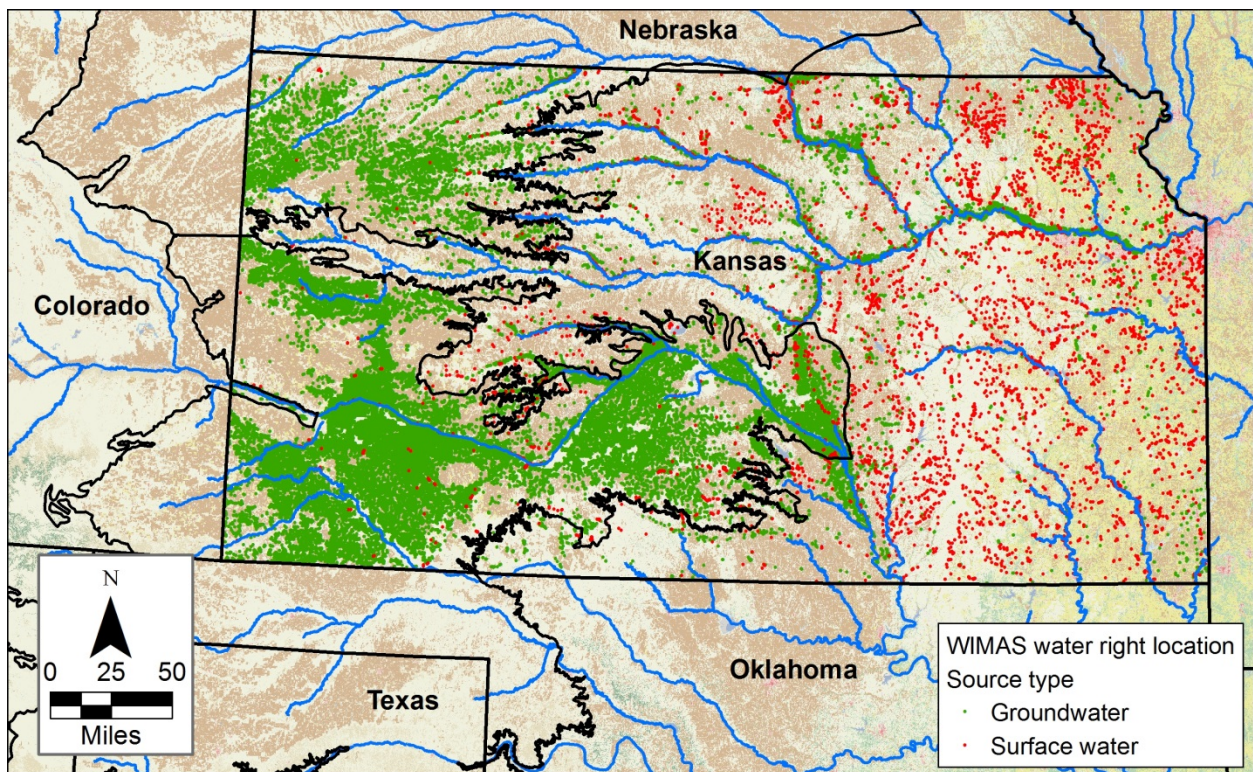 Nebraska
Kansas
Colorado
N
0 25 50
Miles
Texas
Oklahoma
WIMAS water right location
Source type
Groundwater
Surface water